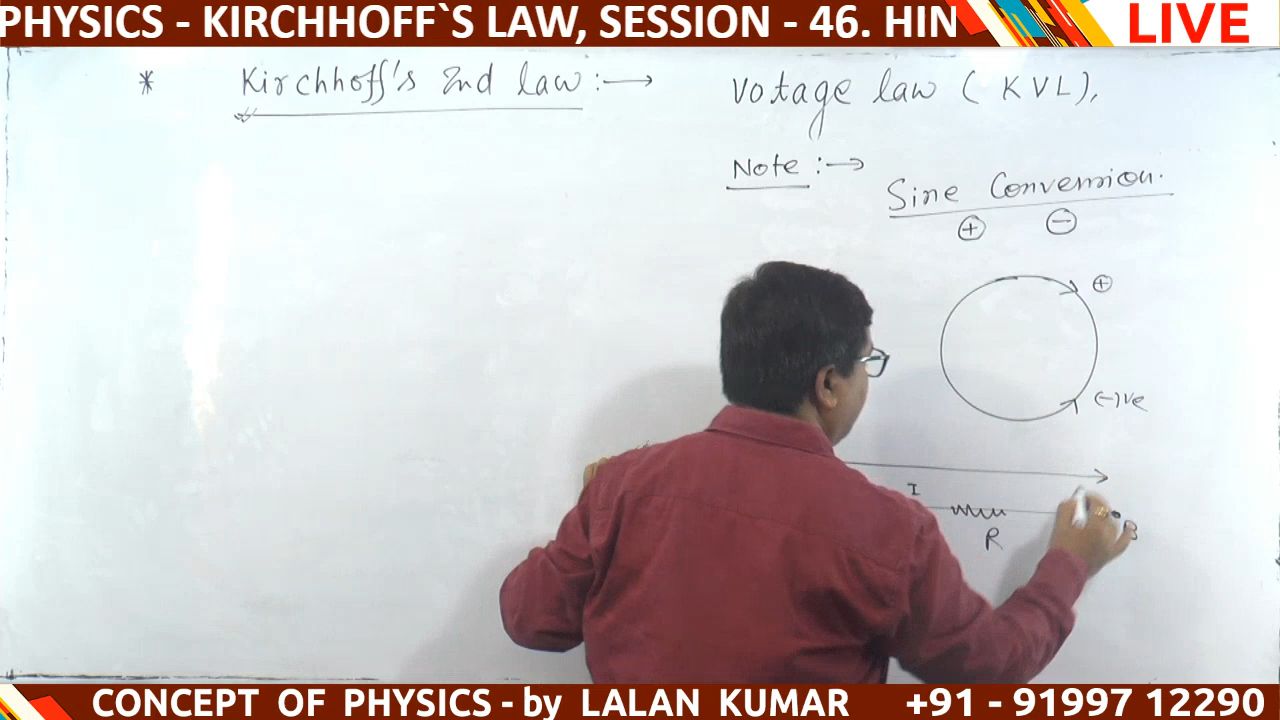 PHYSICS - KIRCHHOFF`S LAW, SESSION - 46. HIN
LIVE
* Kirchhoff's 2nd law :→ Votage law ( KVL),
Note :→
Sine Convension.
+ −
+
(-)ve
I
R
B
CONCEPT OF PHYSICS - by LALAN KUMAR +91 - 91997 12290